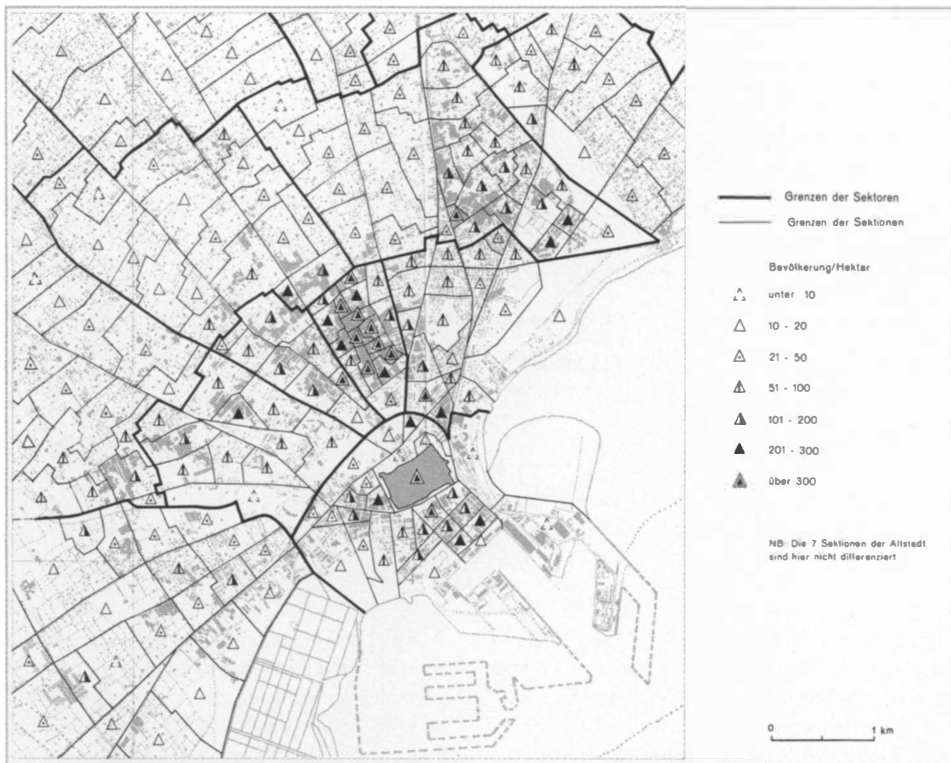 Grenzen der Sektoren
Grenzen der Sektionen
Bevölkerung/Hektar
unter 10
10 - 20
21 - 50
51 - 100
101 - 200
201 - 300
über 300
NB: Die 7 Sektionen der Altstadt
sind hier nicht differenziert
0 1 km